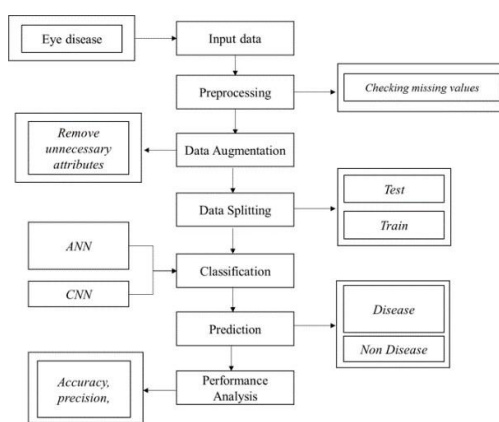 Eye disease
Input data
Preprocessing
Checking missing values
Remove
unnecessary
attributes
Data Augmentation
Data Splitting
Test
Train
ANN
CNN
Classification
Prediction
Disease
Non Disease
Accuracy,
precision,
Performance
Analysis